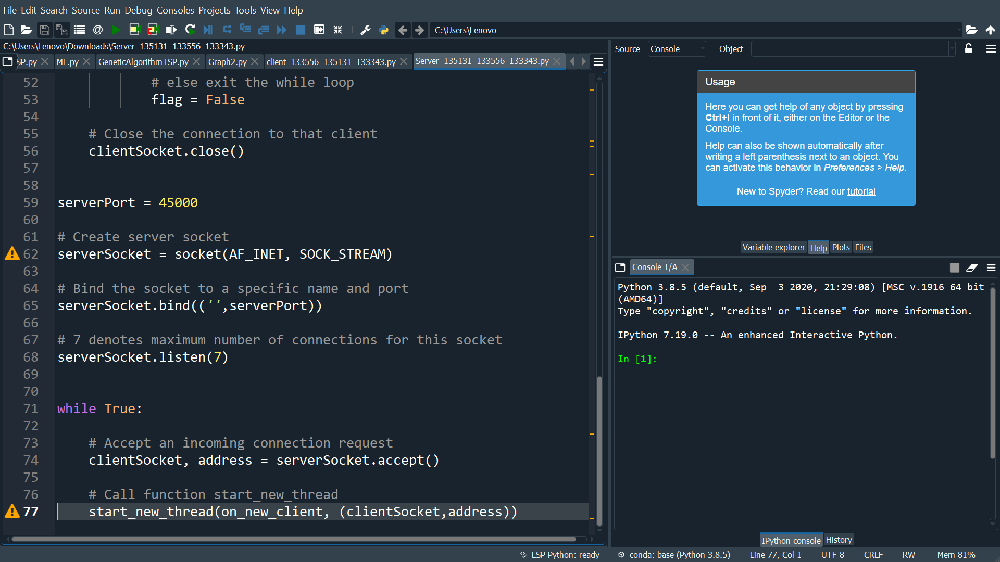 File Edit Search Source Run Debug Consoles Projects Tools View Help
C:\Users\Lenovo
C:\Users\Lenovo\Downloads\Server_135131_133556_133343.py
SP.py ML.py GeneticAlgorithmTSP.py Graph2.py client_133556_135131_133343.py Server_135131_133556_133343.py
52 # else exit the while loop
53 flag = False
54
55 # Close the connection to that client
56 clientSocket.close()
57
58
59 serverPort = 45000
60
61 # Create server socket
62 serverSocket = socket(AF_INET, SOCK_STREAM)
63
64 # Bind the socket to a specific name and port
65 serverSocket.bind(('',serverPort))
66
67 # 7 denotes maximum number of connections for this socket
68 serverSocket.listen(7)
69
70
71 while True:
72
73 # Accept an incoming connection request
74 clientSocket, address = serverSocket.accept()
75
76 # Call function start_new_thread
77 start_new_thread(on_new_client, (clientSocket,address))
Source Console Object
Usage
Here you can get help of any object by pressing
Ctrl+I in front of it, either on the Editor or the
Console.
Help can also be shown automatically after
writing a left parenthesis next to an object. You
can activate this behavior in Preferences > Help.
New to Spyder? Read our tutorial
Variable explorer Help Plots Files
Console 1/A
Python 3.8.5 (default, Sep  3 2020, 21:29:08) [MSC v.1916 64 bit
(AMD64)]
Type "copyright", "credits" or "license" for more information.
IPython 7.19.0 -- An enhanced Interactive Python.
In [1]:
IPython console History
LSP Python: ready conda: base (Python 3.8.5) Line 77, Col 1 UTF-8 CRLF RW Mem 81%